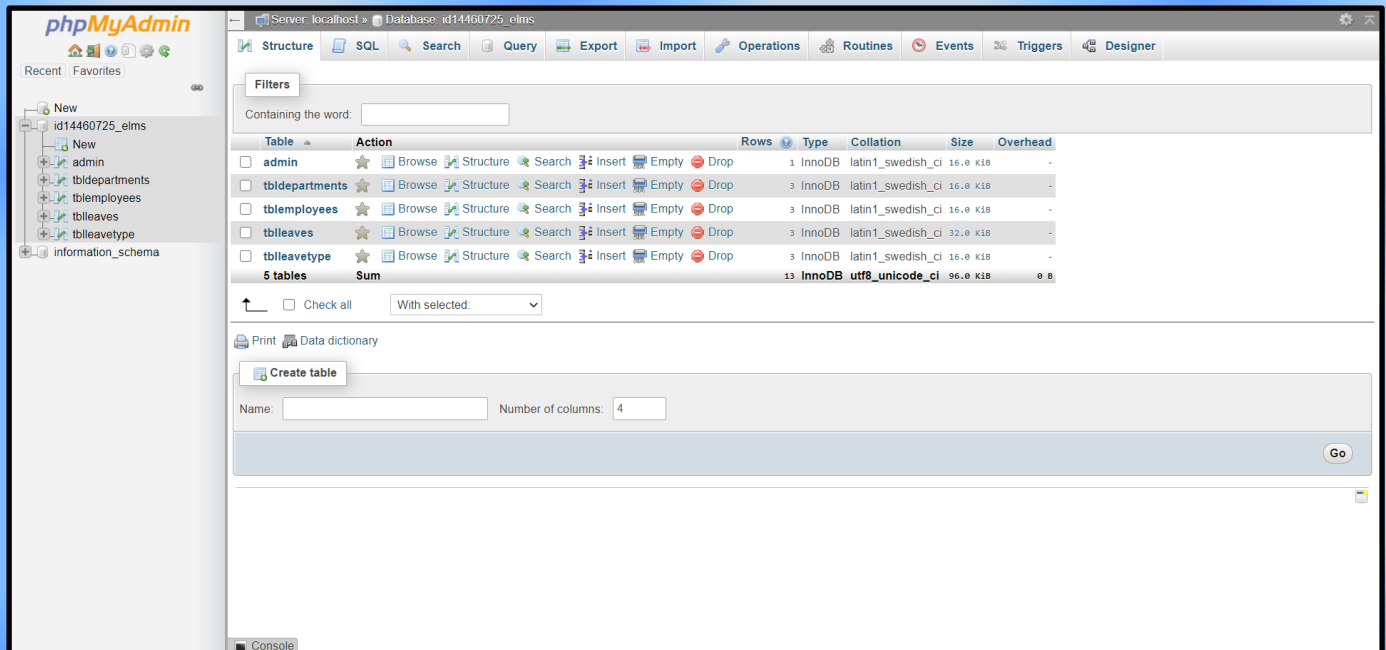 phpMyAdmin
Recent Favorites
New
id14460725_elms
New
admin
tbldepartments
tblemployees
tblleaves
tblleavetype
information_schema
Server: localhost » Database: id14460725_elms
Structure SQL Search Query Export Import Operations Routines Events Triggers Designer
Filters
Containing the word:
Table Action Rows Type Collation Size Overhead
admin Browse Structure Search Insert Empty Drop 1 InnoDB latin1_swedish_ci 16.0 KiB -
tbldepartments Browse Structure Search Insert Empty Drop 3 InnoDB latin1_swedish_ci 16.0 KiB -
tblemployees Browse Structure Search Insert Empty Drop 3 InnoDB latin1_swedish_ci 16.0 KiB -
tblleaves Browse Structure Search Insert Empty Drop 3 InnoDB latin1_swedish_ci 32.0 KiB -
tblleavetype Browse Structure Search Insert Empty Drop 3 InnoDB latin1_swedish_ci 16.0 KiB -
5 tables Sum 13 InnoDB utf8_unicode_ci 96.0 KiB 0 B
Check all With selected:
Print Data dictionary
Create table
Name: Number of columns: 4
Go
Console